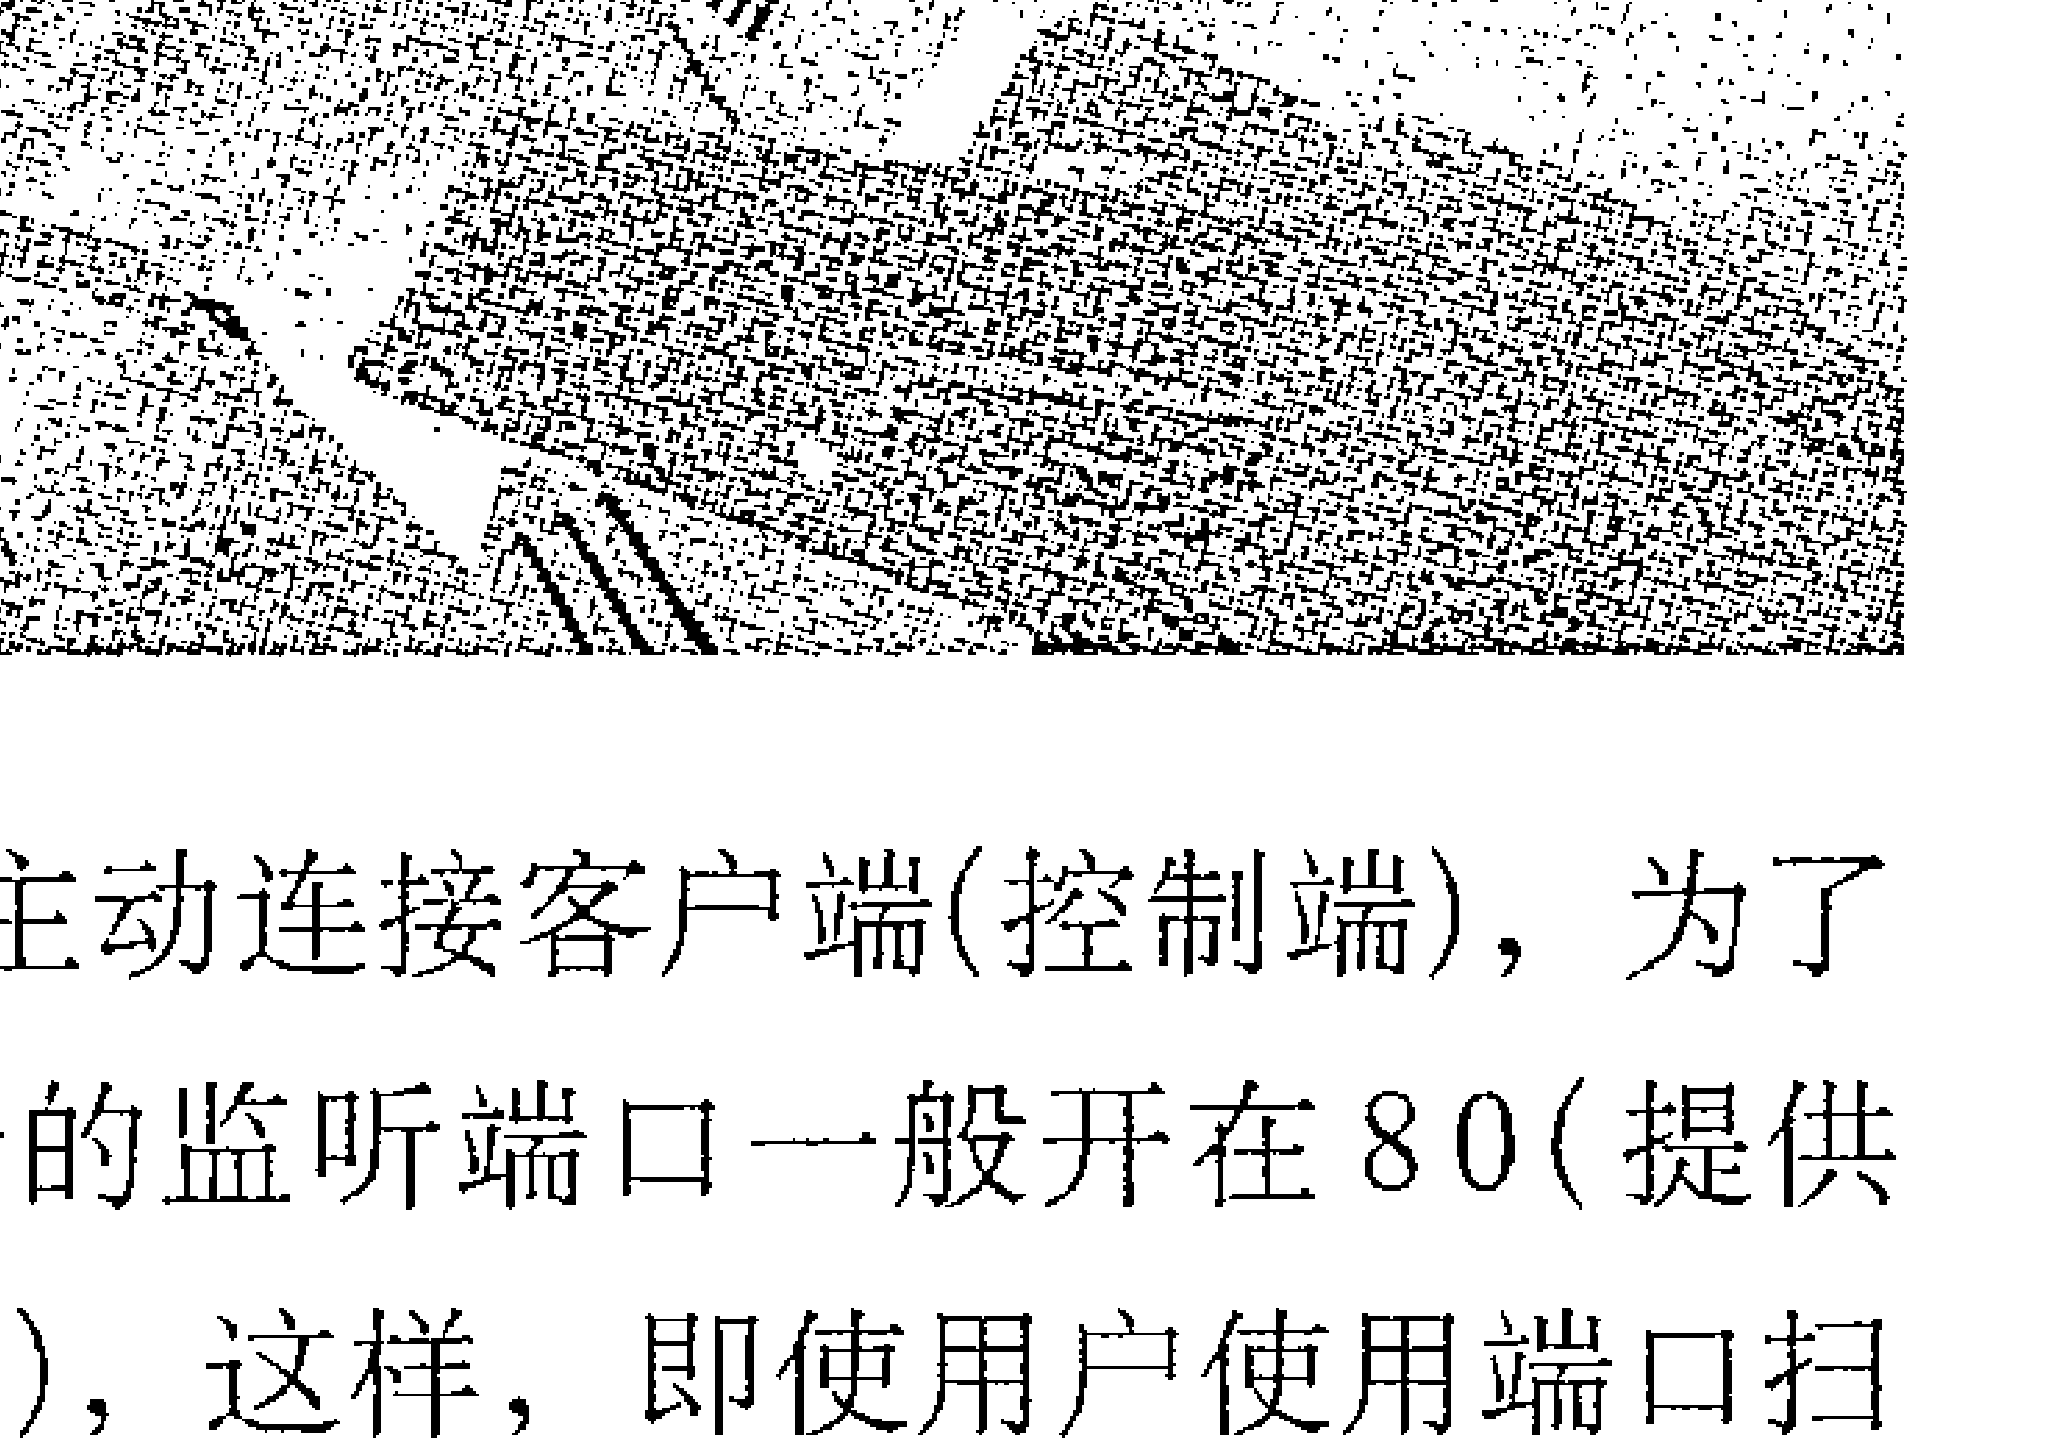 主动连接客户端(控制端)，为了
的监听端口一般开在80(提供
)，这样，即使用户使用端口扫